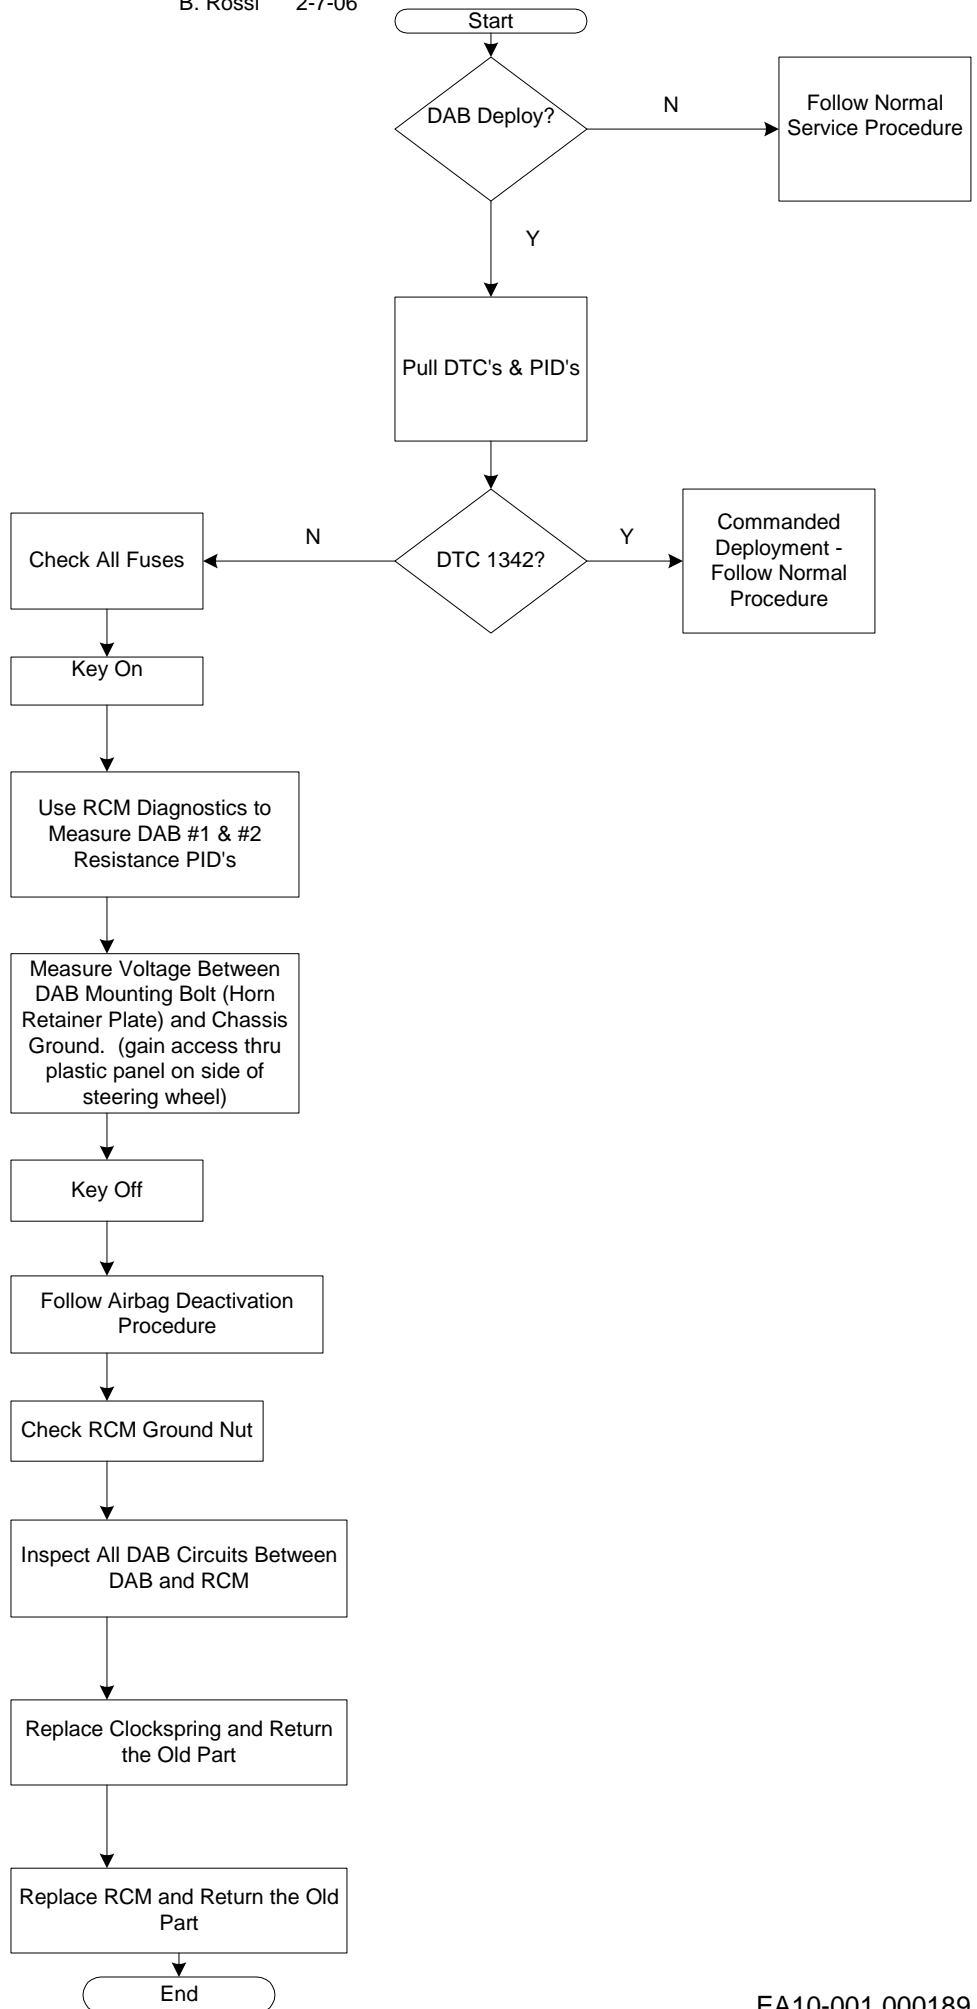 B. Rossi 2-7-06
Start
DAB Deploy?
N
Follow Normal
Service Procedure
Y
Pull DTC's & PID's
DTC 1342?
N
Y
Check All Fuses
Commanded
Deployment -
Follow Normal
Procedure
Key On
Use RCM Diagnostics to
Measure DAB #1 & #2
Resistance PID's
Measure Voltage Between
DAB Mounting Bolt (Horn
Retainer Plate) and Chassis
Ground. (gain access thru
plastic panel on side of
steering wheel)
Key Off
Follow Airbag Deactivation
Procedure
Check RCM Ground Nut
Inspect All DAB Circuits Between
DAB and RCM
Replace Clockspring and Return
the Old Part
Replace RCM and Return the Old
Part
End
EA10-001 000189